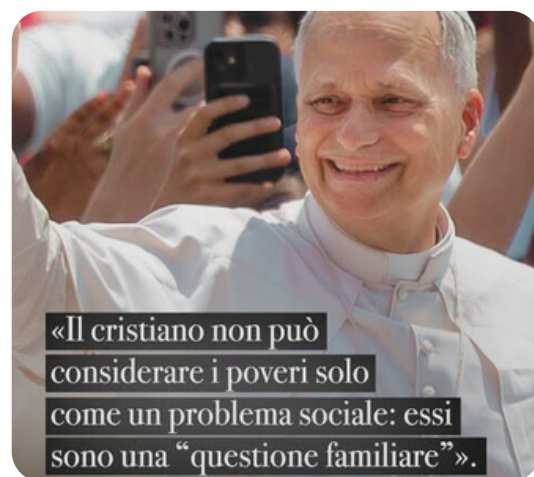 «Il cristiano non può
considerare i poveri solo
come un problema sociale: essi
sono una “questione familiare”».